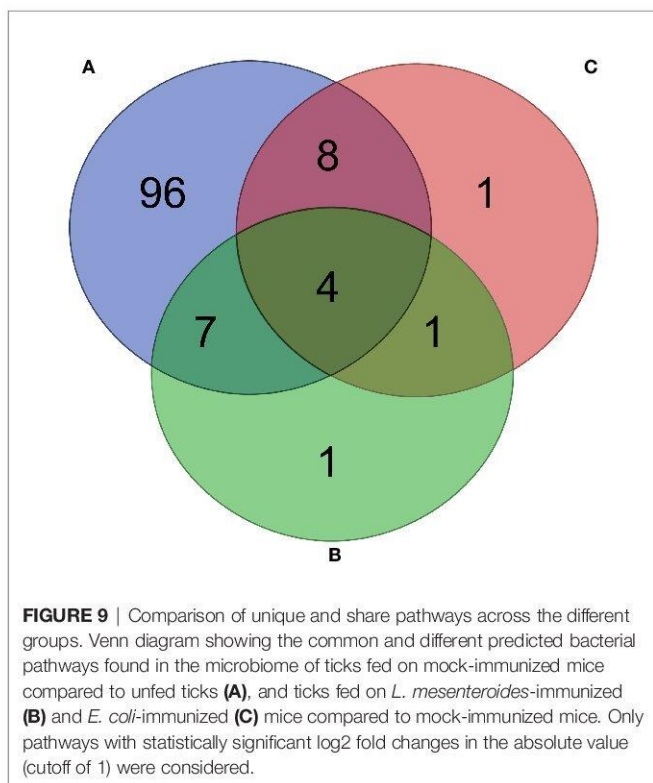 A
C
96
8
1
4
7
1
1
B
FIGURE 9 | Comparison of unique and share pathways across the different
groups. Venn diagram showing the common and different predicted bacterial
pathways found in the microbiome of ticks fed on mock-immunized mice
compared to unfed ticks (A), and ticks fed on L. mesenteroides-immunized
(B) and E. coli-immunized (C) mice compared to mock-immunized mice. Only
pathways with statistically significant log2 fold changes in the absolute value
(cutoff of 1) were considered.